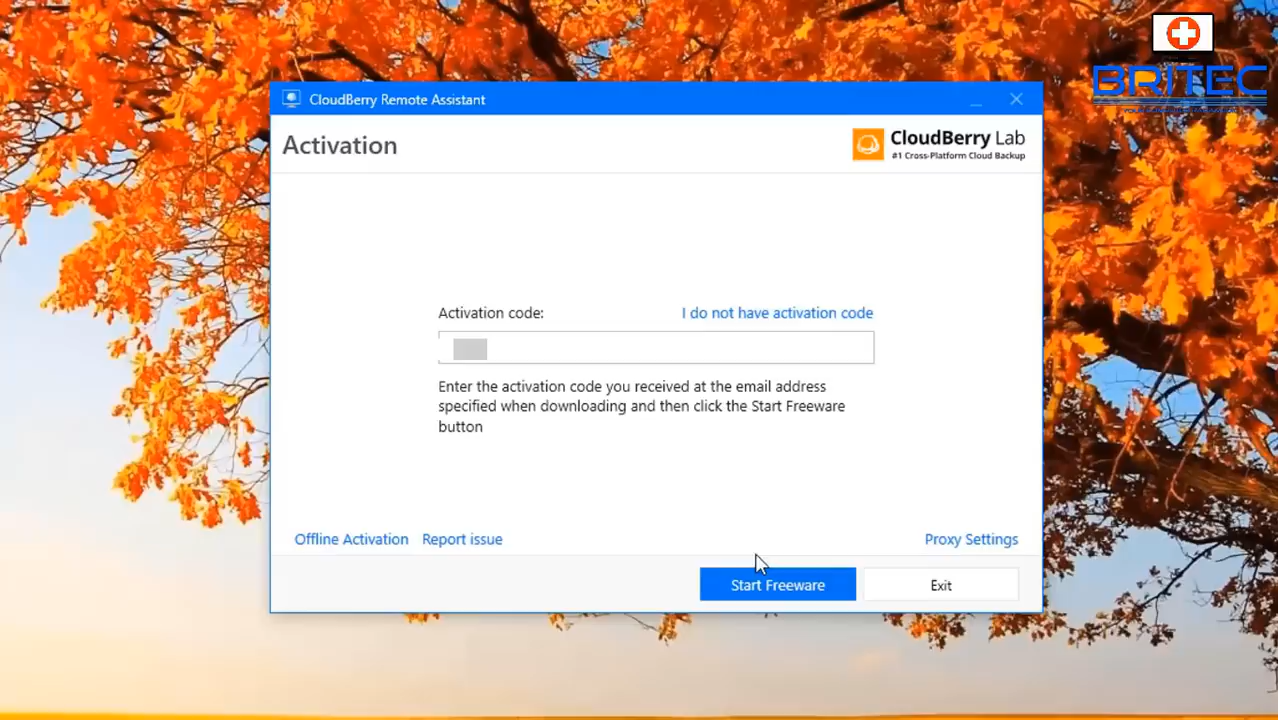 BRITEC
CloudBerry Remote Assistant
Activation
CloudBerry Lab
#1 Cross-Platform Cloud Backup
Activation code:
I do not have activation code
Enter the activation code you received at the email address
specified when downloading and then click the Start Freeware
button
Offline Activation
Report issue
Proxy Settings
Start Freeware
Exit